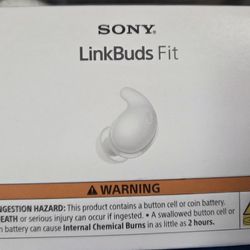 SONY
LinkBuds Fit
WARNING
INGESTION HAZARD: This product contains a button cell or coin battery.
DEATH or serious injury can occur if ingested. • A swallowed button cell or
battery can cause Internal Chemical Burns in as little as 2 hours.